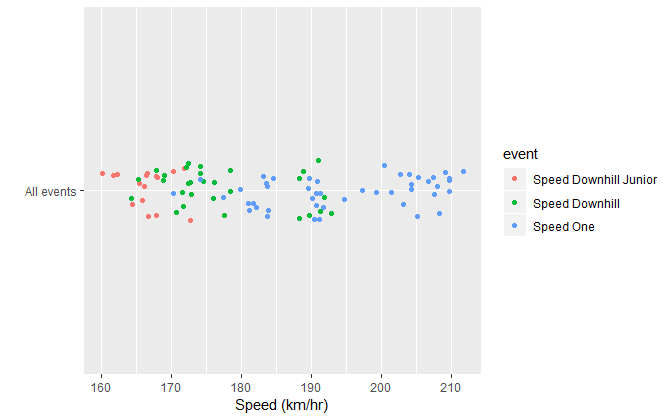 All events
160 170 180 190 200 210
Speed (km/hr)
event
Speed Downhill Junior
Speed Downhill
Speed One